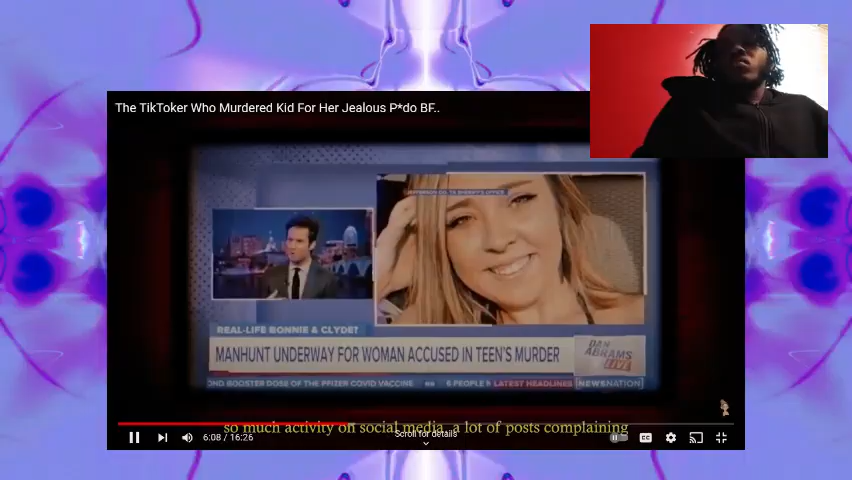 The TikToker Who Murdered Kid For Her Jealous P*do BF..
JEFFERSON CO, TX SHERIFF'S OFFICE
REAL-LIFE BONNIE & CLYDE?
MANHUNT UNDERWAY FOR WOMAN ACCUSED IN TEEN'S MURDER
DAN
ABRAMS
LIVE
OND BOOSTER DOSE OF THE PFIZER COVID VACCINE
6 PEOPLE
LATEST HEADLINES
NEWSNATION
so much activity on social media, a lot of posts complaining
Scroll for details
6:08 / 16:26
CC